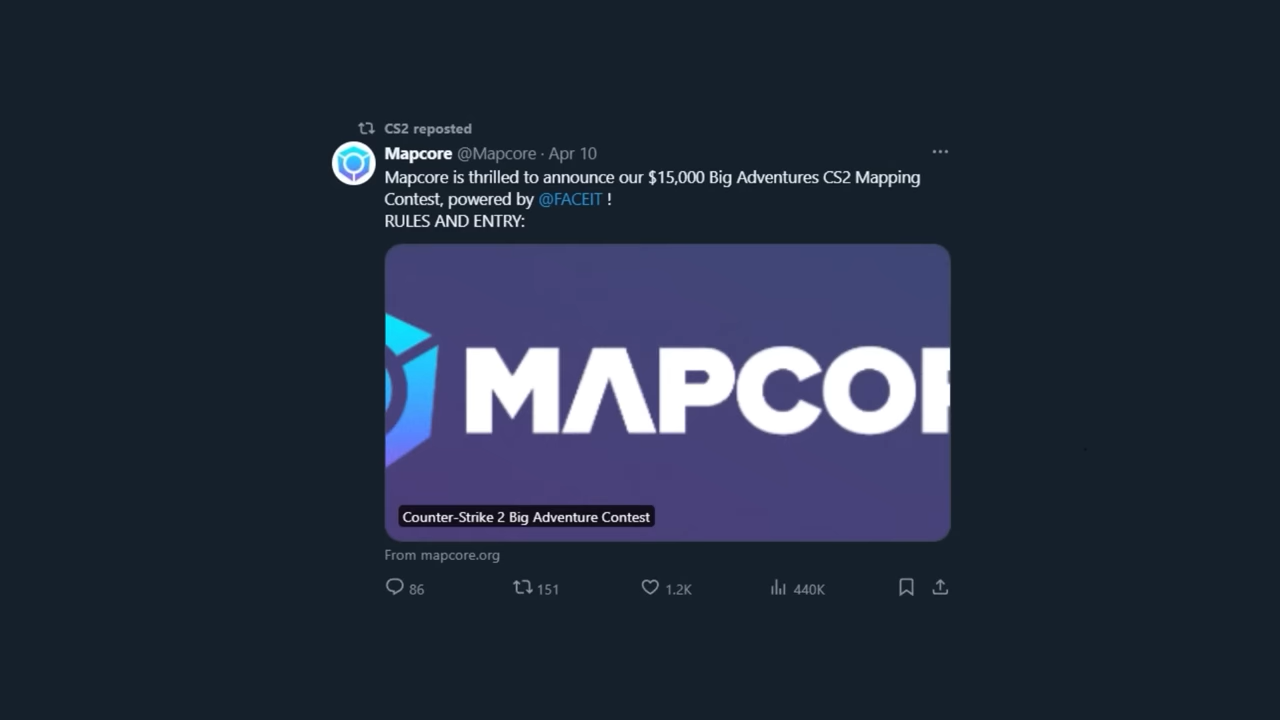 CS2 reposted
Mapcore @Mapcore · Apr 10
Mapcore is thrilled to announce our $15,000 Big Adventures CS2 Mapping
Contest, powered by @FACEIT !
RULES AND ENTRY:
MAPCOR
Counter-Strike 2 Big Adventure Contest
From mapcore.org
86 151 1.2K 440K